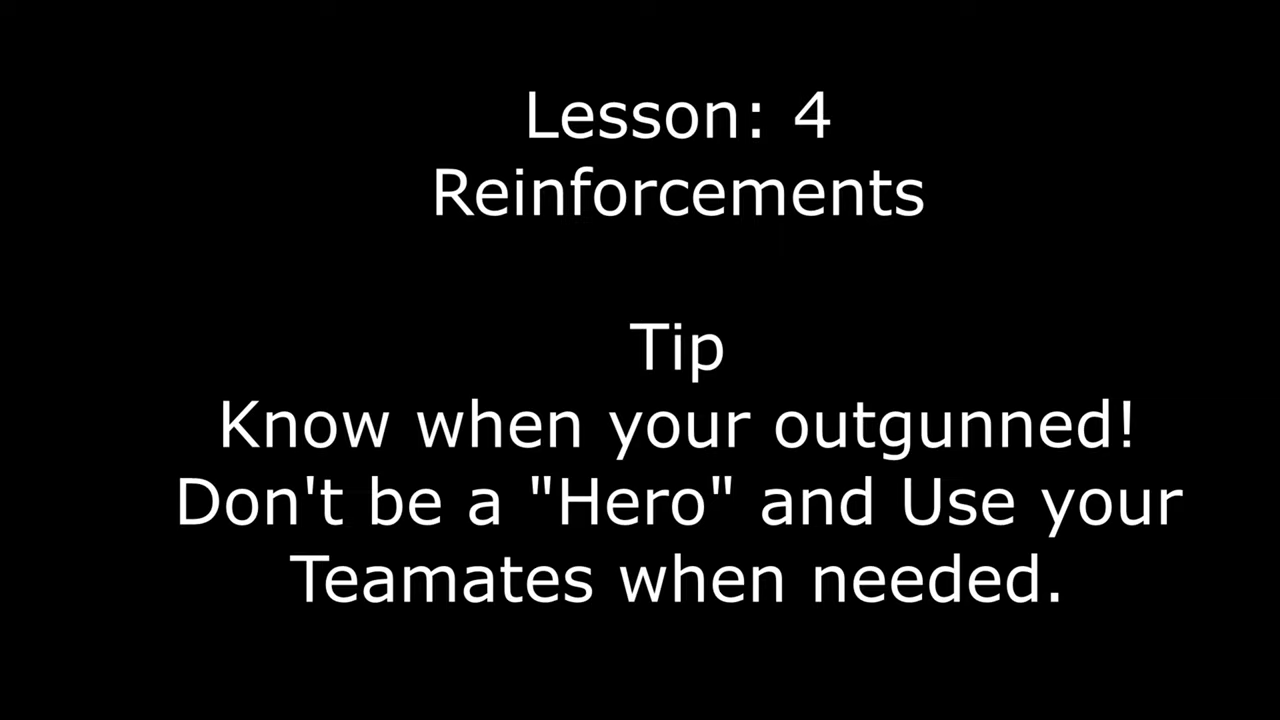 Lesson: 4
Reinforcements
Tip
Know when your outgunned!
Don't be a "Hero" and Use your
Teamates when needed.